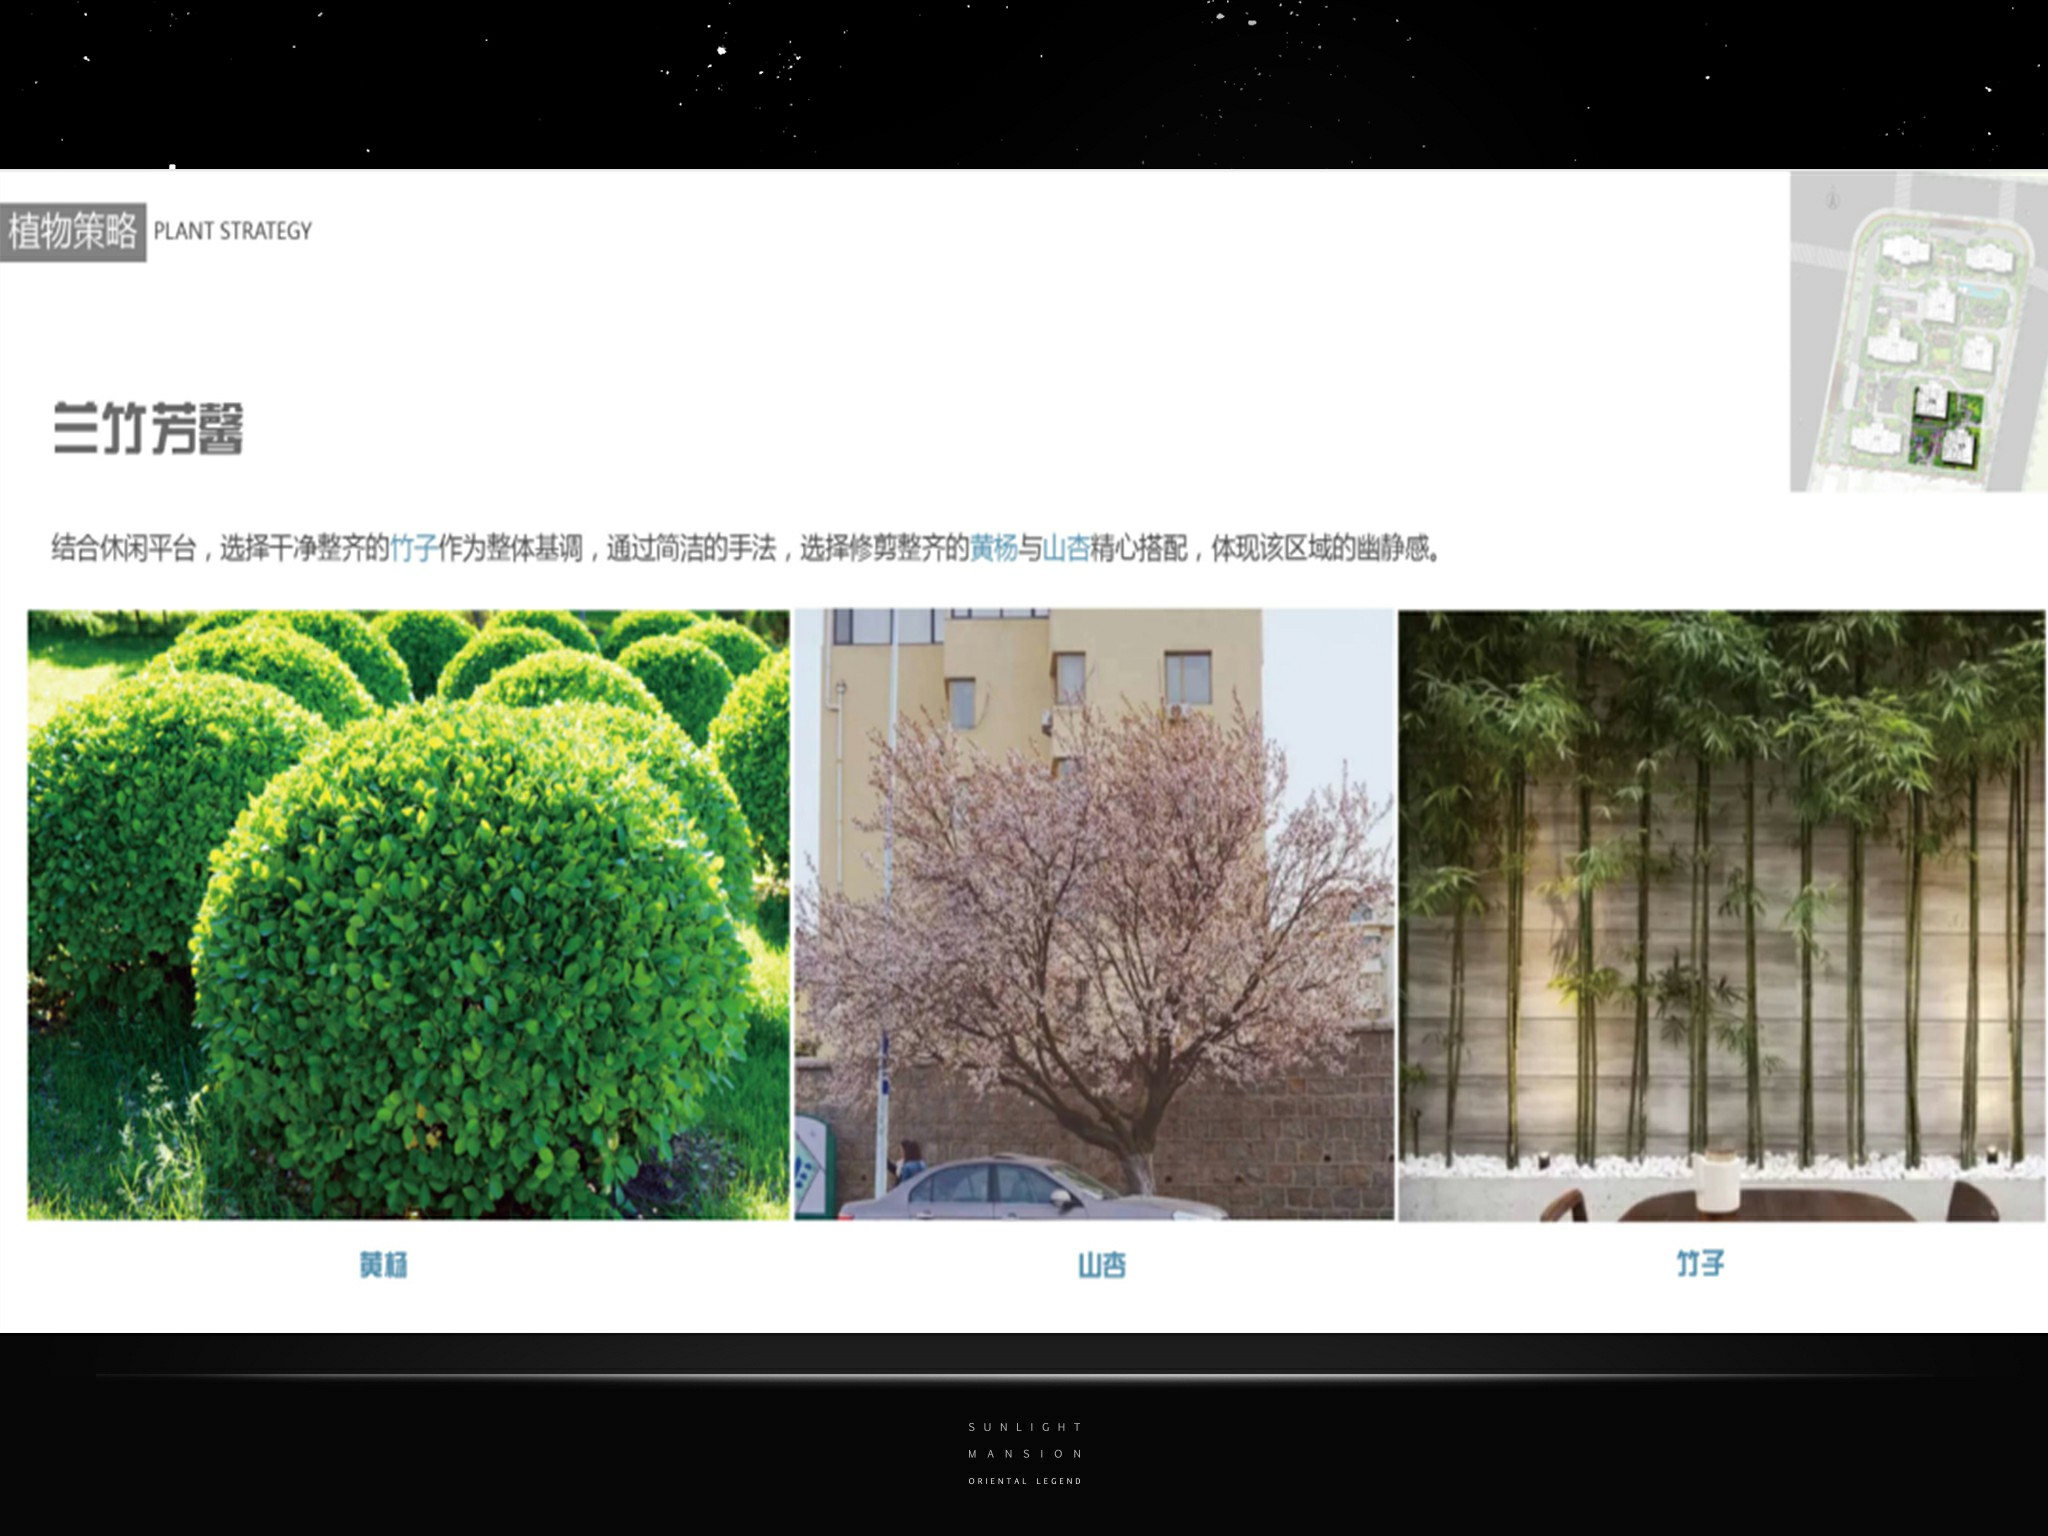 植物策略 PLANT STRATEGY
兰竹芳馨
结合休闲平台，选择干净整齐的竹子作为整体基调，通过简洁的手法，选择修剪整齐的黄杨与山杏精心搭配，体现该区域的幽静感。
黄杨
山杏
竹子
SUNLIGHT
MANSION
ORIENTAL LEGEND